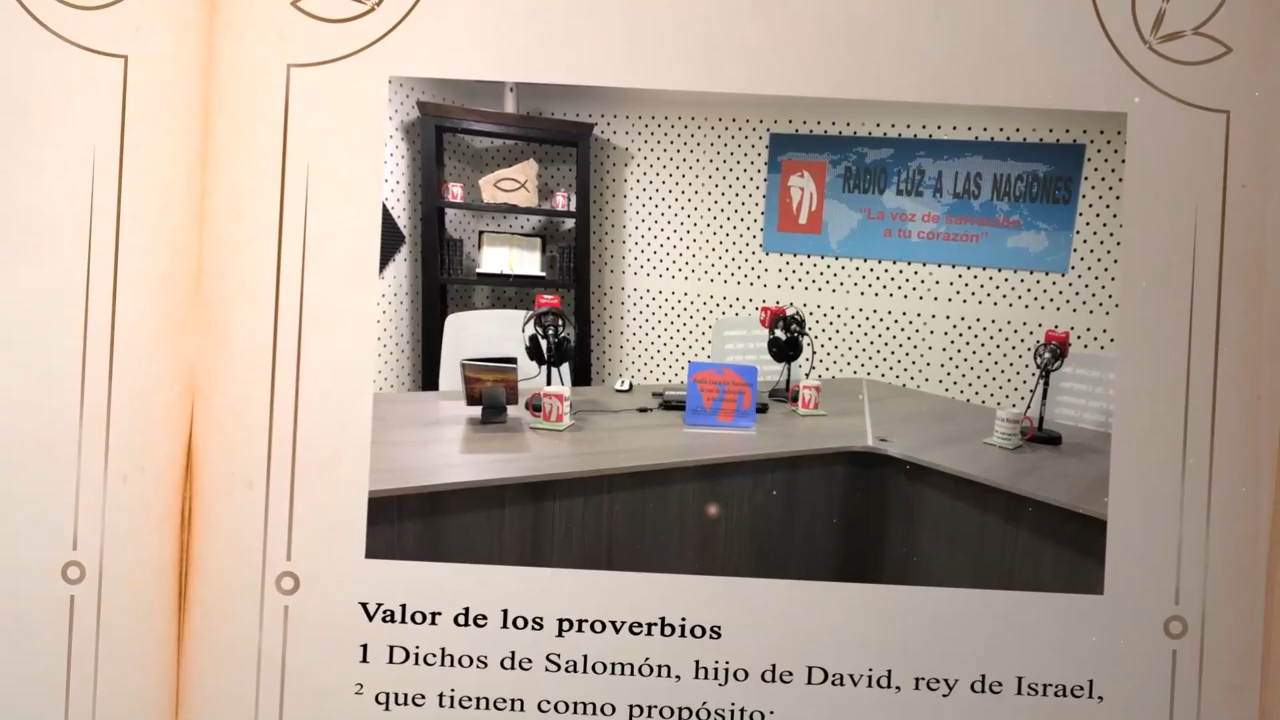 RADIO LUZ A LAS NACIONES
"La voz de salvación
a tu corazón"
Valor de los proverbios
1 Dichos de Salomón, hijo de David, rey de Israel,
2 que tienen como propósito: